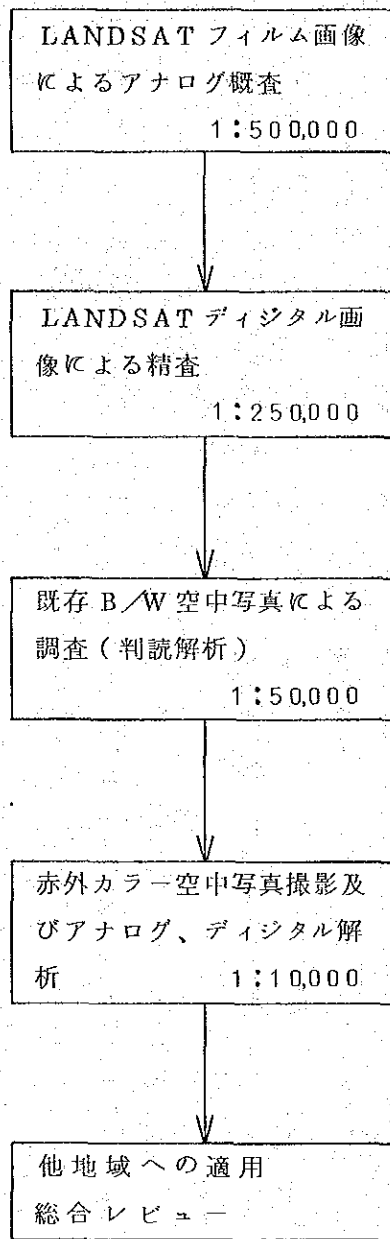 LANDSATフィルム画像
によるアナログ概査
1:500,000
LANDSATディジタル画
像による精査
1:250,000
既存B/W空中写真による
調査(判読解析)
1:50,000
赤外カラー空中写真撮影及
びアナログ、ディジタル解
析 1:10,000
他地域への適用
総合レビュー